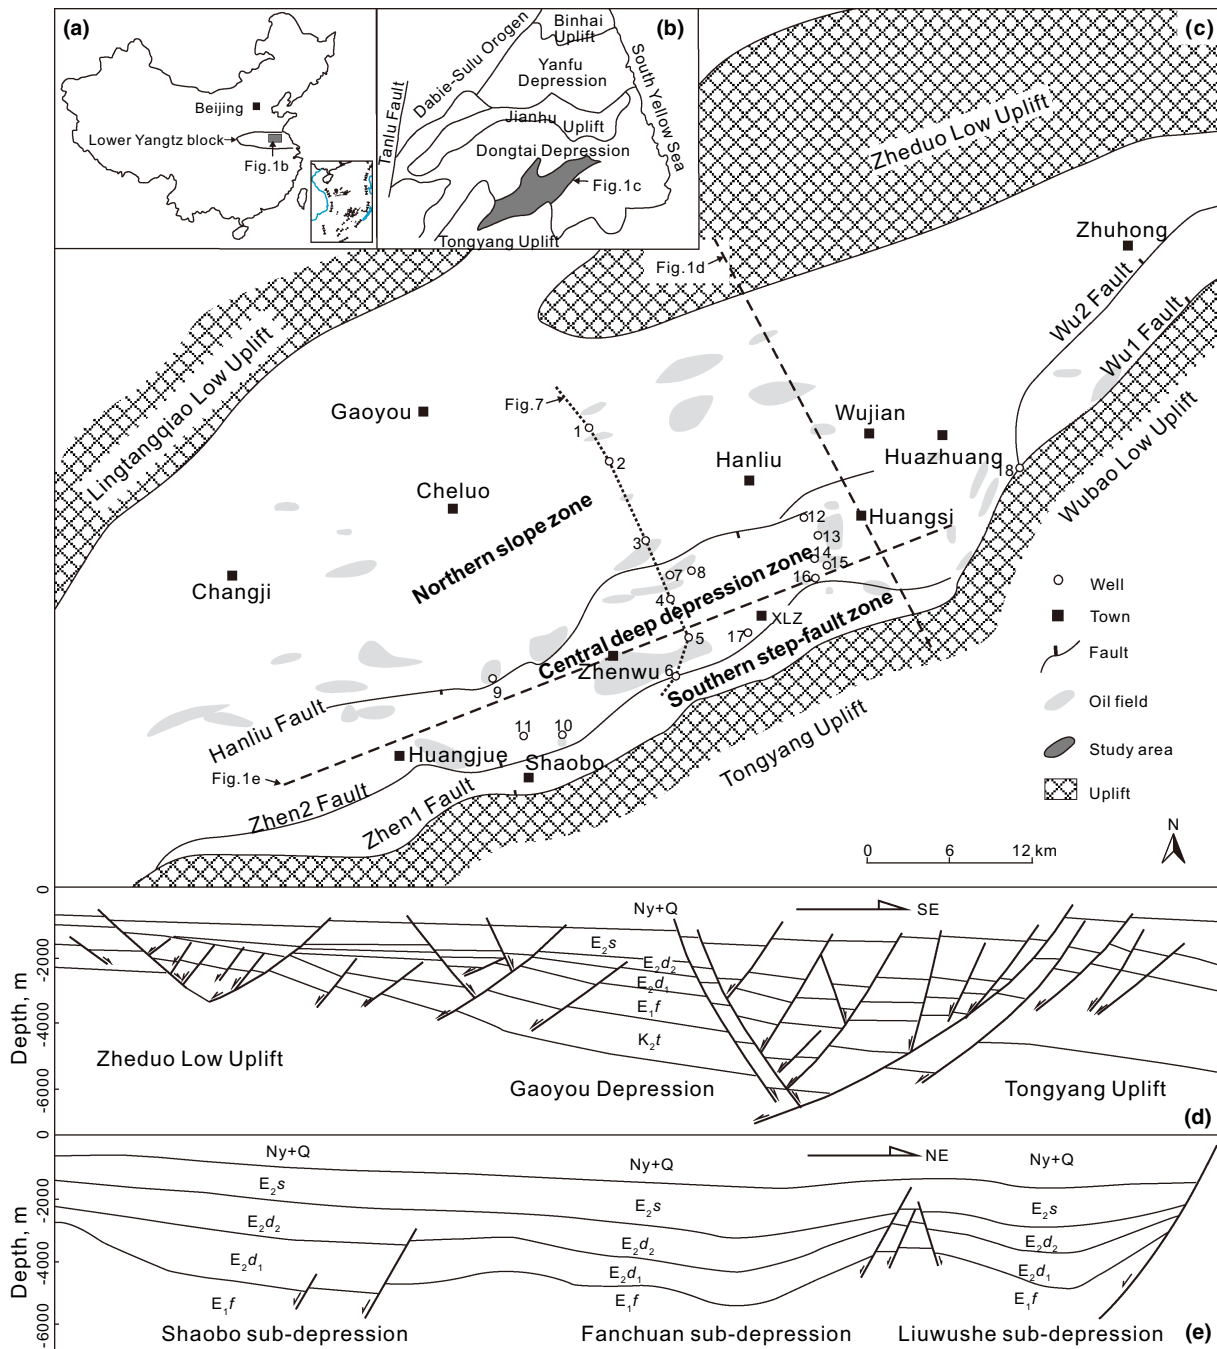 (a)
Beijing
Lower Yangtz block
Fig.1b
(b)
Binhai
Uplift
Dabie-Sulu Orogen
Yanfu
Depression
South Yellow Sea
Tanlu Fault
Jianhu Uplift
Dongtai Depression
Fig.1c
Tongyang Uplift
(c)
Zheduo Low Uplift
Fig.1d
Zhuhong
Wu2 Fault
Wu1 Fault
Lingtangqiao Low Uplift
Fig.7
Gaoyou
1
Wujian
2
Hanliu
Huazhuang
18
Wubao Low Uplift
Cheluo
Northern slope zone
3
12
Huangsi
13
14
15
16
Changji
7
8
4
Central deep depression zone
XLZ
5
17
Zhenwu
6
Southern step-fault zone
9
Hanliu Fault
11
10
Huangjue
Shaobo
Tongyang Uplift
Fig.1e
Zhen2 Fault
Zhen1 Fault
Well
Town
Fault
Oil field
Study area
Uplift
N
0 6 12 km
0
-2000
-4000
-6000
Depth, m
Ny+Q
SE
E₂s
E₂d₂
E₂d₁
E₁f
K₂t
Zheduo Low Uplift
Gaoyou Depression
Tongyang Uplift
(d)
0
-2000
-4000
-6000
Depth, m
Ny+Q
Ny+Q
NE
Ny+Q
E₂s
E₂s
E₂s
E₂d₂
E₂d₂
E₂d₂
E₂d₁
E₂d₁
E₂d₁
E₁f
E₁f
E₁f
Shaobo sub-depression
Fanchuan sub-depression
Liuwushe sub-depression
(e)